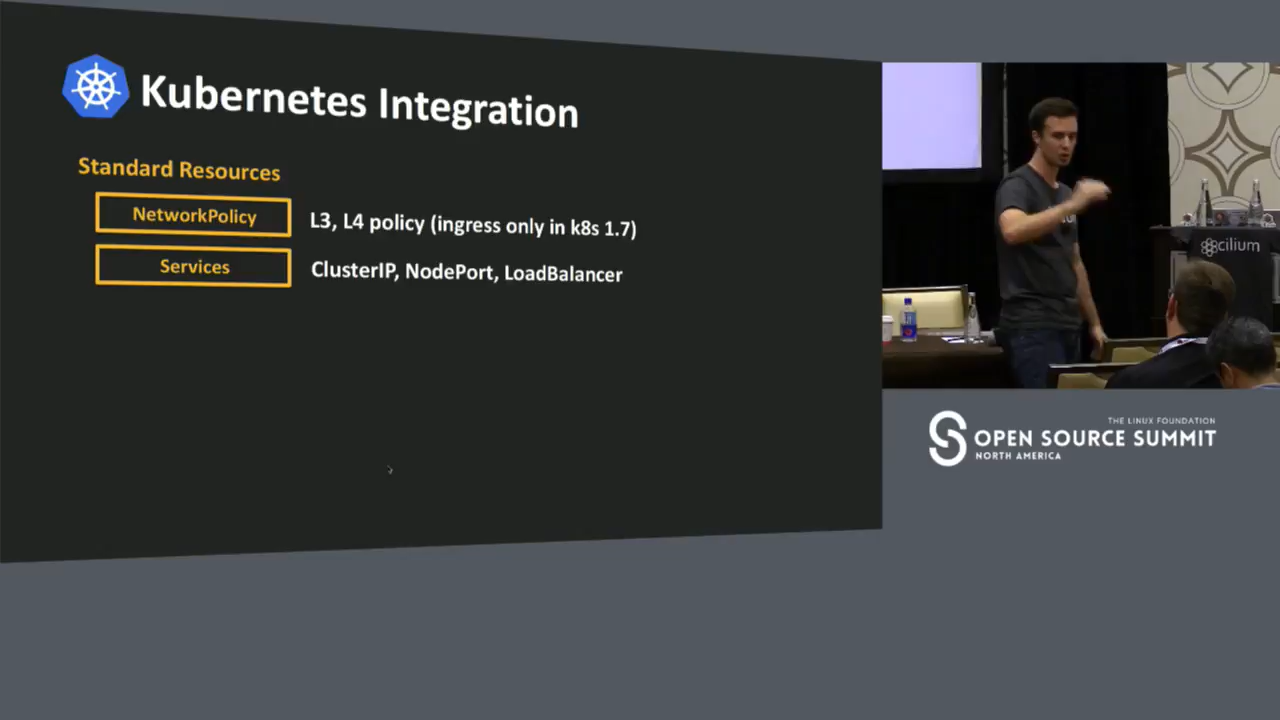 Kubernetes Integration
Standard Resources
NetworkPolicy
L3, L4 policy (ingress only in k8s 1.7)
Services
ClusterIP, NodePort, LoadBalancer
cilium
THE LINUX FOUNDATION
OPEN SOURCE SUMMIT
NORTH AMERICA